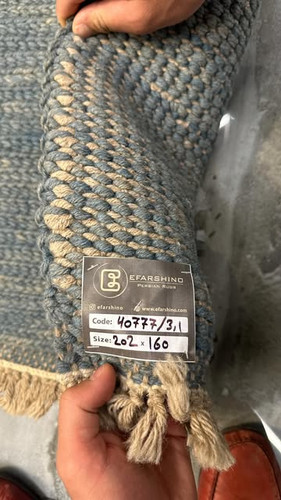 EFARSHINO
PERSIAN RUGS
efarshino www.efarshino.com
Code: 40777/3,1
Size: 202 x 160